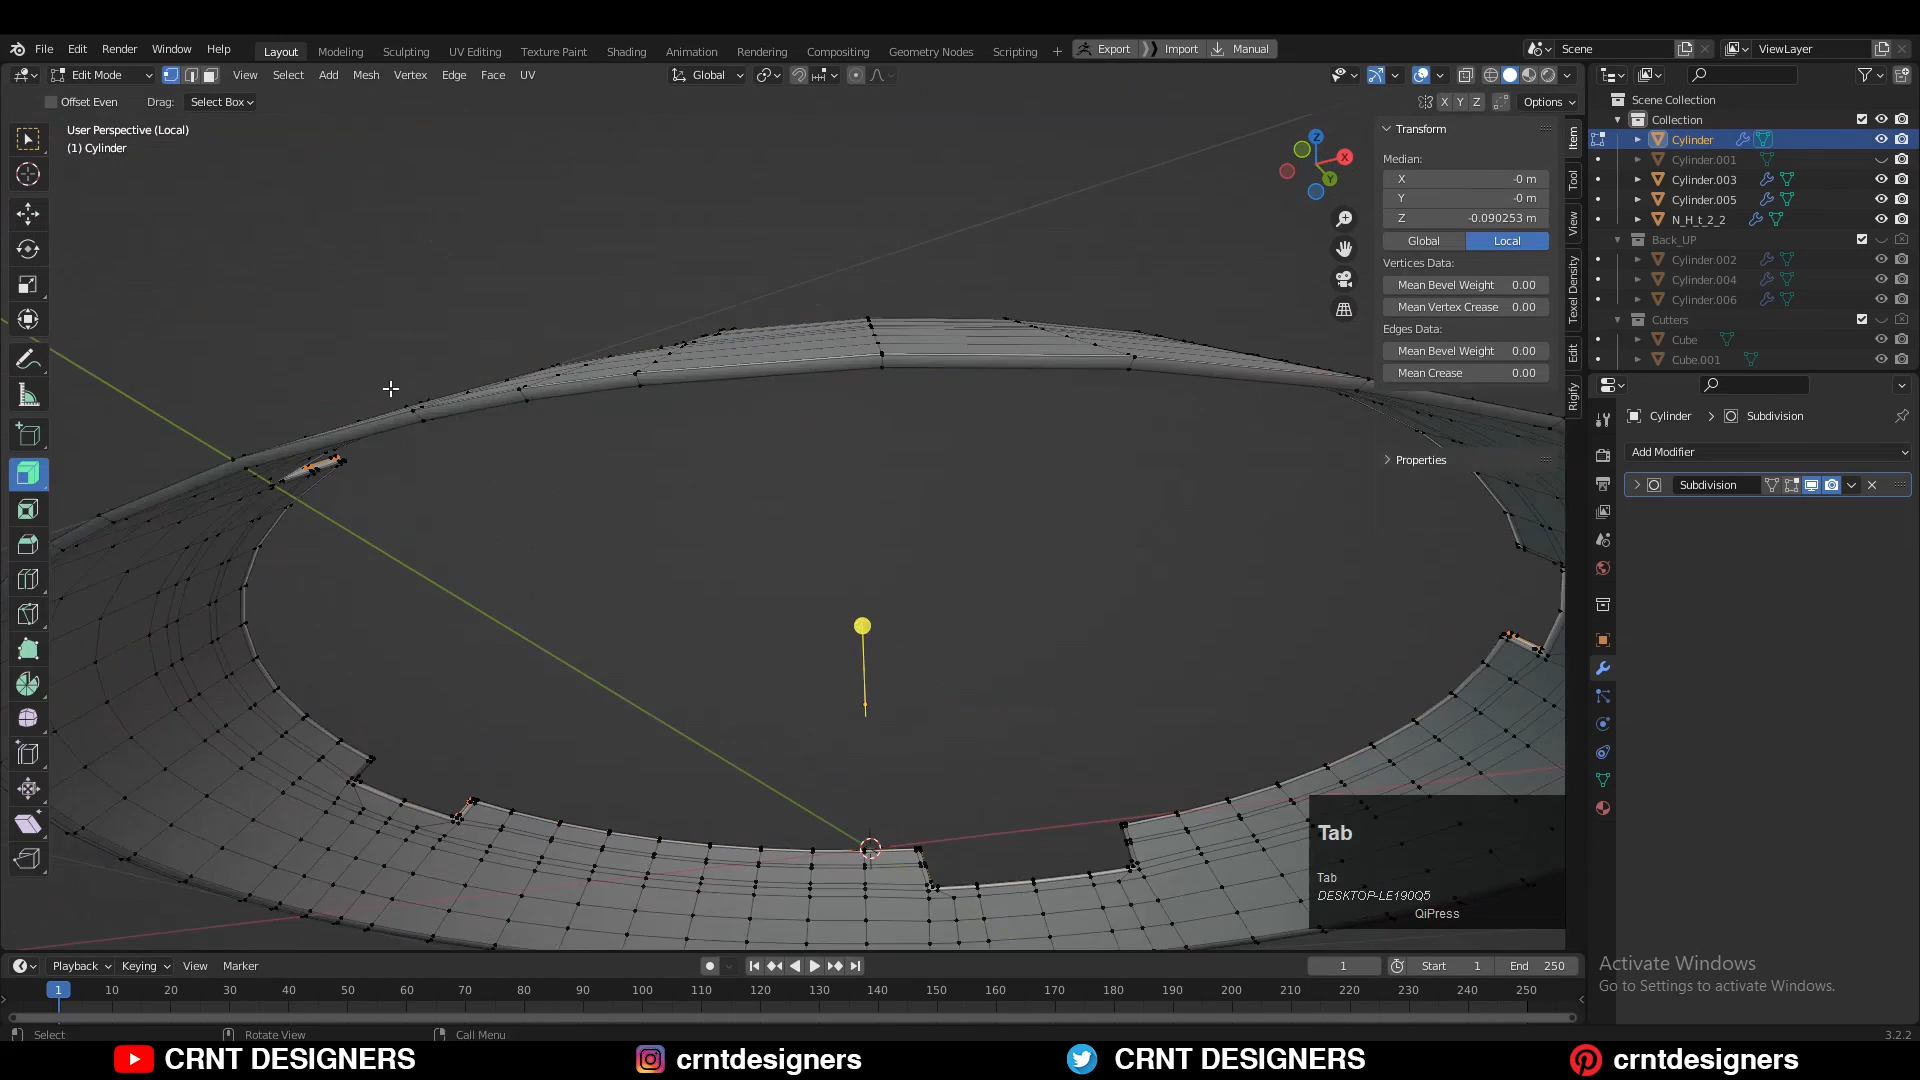 File Edit Render Window Help Layout Modeling Sculpting UV Editing Texture Paint Shading Animation Rendering Compositing Geometry Nodes Scripting + Export Import Manual Scene ViewLayer
Edit Mode View Select Add Mesh Vertex Edge Face UV Global
Offset Even Drag: Select Box X Y Z Options
User Perspective (Local)
(1) Cylinder
Z X Y
Transform
Median:
X -0 m
Y -0 m
Z -0.090253 m
Global Local
Vertices Data:
Mean Bevel Weight 0.00
Mean Vertex Crease 0.00
Edges Data:
Mean Bevel Weight 0.00
Mean Crease 0.00
Properties
Item
Tool
View
Texel Density
Edit
Rigify
Scene Collection
Collection
Cylinder
Cylinder.001
Cylinder.003
Cylinder.005
N_H_t_2_2
Back_UP
Cylinder.002
Cylinder.004
Cylinder.006
Cutters
Cube
Cube.001
Cylinder > Subdivision
Add Modifier
Subdivision
Tab
Tab
DESKTOP-LE190Q5
QiPress
Activate Windows
Go to Settings to activate Windows.
Playback Keying View Marker 1 Start 1 End 250
1 10 20 30 40 50 60 70 80 90 100 110 120 130 140 150 160 170 180 190 200 210 220 230 240 250
Select Rotate View Call Menu 3.2.2
CRNT DESIGNERS crntdesigners CRNT DESIGNERS crntdesigners